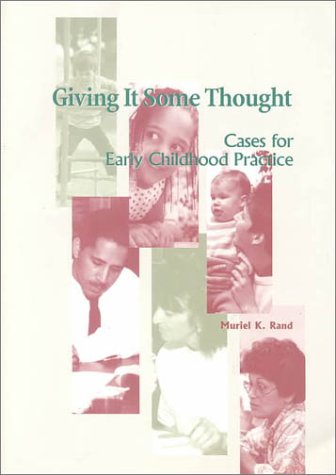 Giving It Some Thought
Cases for
Early Childhood Practice
Muriel K. Rand